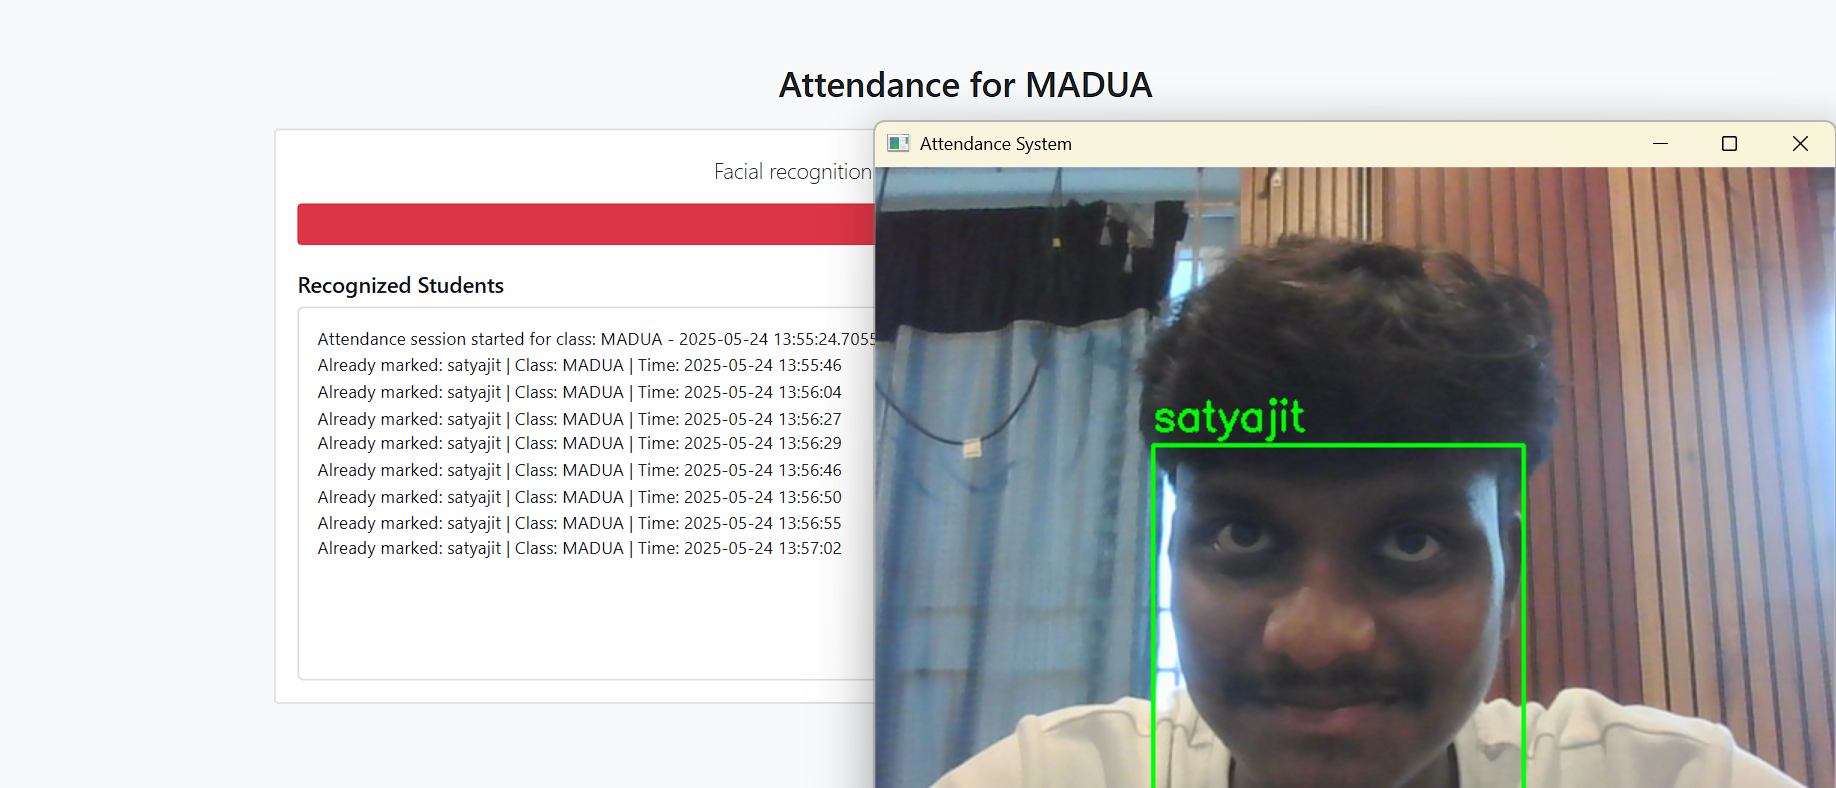 Attendance for MADUA
Facial recognition
Recognized Students
Attendance session started for class: MADUA - 2025-05-24 13:55:24.7055
Already marked: satyajit | Class: MADUA | Time: 2025-05-24 13:55:46
Already marked: satyajit | Class: MADUA | Time: 2025-05-24 13:56:04
Already marked: satyajit | Class: MADUA | Time: 2025-05-24 13:56:27
Already marked: satyajit | Class: MADUA | Time: 2025-05-24 13:56:29
Already marked: satyajit | Class: MADUA | Time: 2025-05-24 13:56:46
Already marked: satyajit | Class: MADUA | Time: 2025-05-24 13:56:50
Already marked: satyajit | Class: MADUA | Time: 2025-05-24 13:56:55
Already marked: satyajit | Class: MADUA | Time: 2025-05-24 13:57:02
Attendance System
satyajit